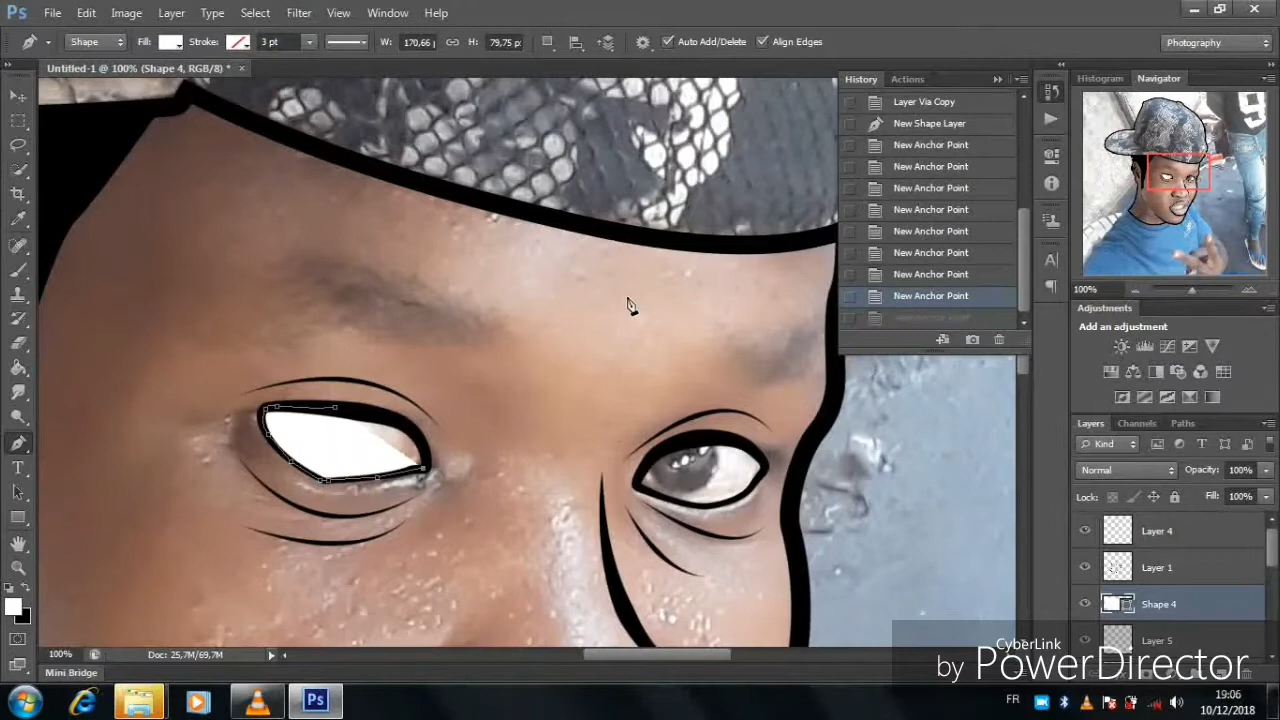 Ps File Edit Image Layer Type Select Filter View Window Help
Shape Fill: Stroke: 3 pt W: 170,66 p H: 79,75 p: Auto Add/Delete Align Edges Photography
Untitled-1 @ 100% (Shape 4, RGB/8) * ×
History Actions
Layer Via Copy
New Shape Layer
New Anchor Point
New Anchor Point
New Anchor Point
New Anchor Point
New Anchor Point
New Anchor Point
New Anchor Point
New Anchor Point
Histogram Navigator
9
100%
Adjustments
Add an adjustment
Layers Channels Paths
Kind
Normal Opacity: 100%
Lock: Fill: 100%
Layer 4
Layer 1
Shape 4
Layer 5
100% Doc: 25,7M/69,7M
Mini Bridge
CyberLink
by PowerDirector
Ps FR 19:06
10/12/2018